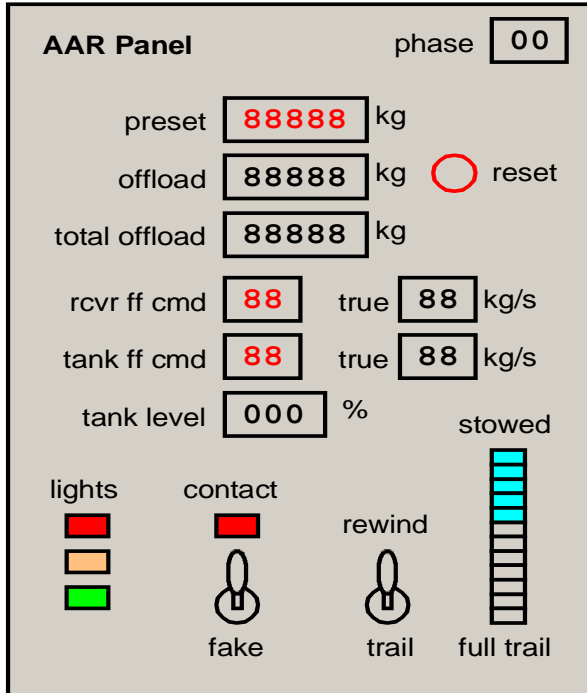 AAR Panel phase 00
preset 88888 kg
offload 88888 kg reset
total offload 88888 kg
rcvr ff cmd 88 true 88 kg/s
tank ff cmd 88 true 88 kg/s
tank level 000 %
stowed
lights contact
rewind
fake trail full trail